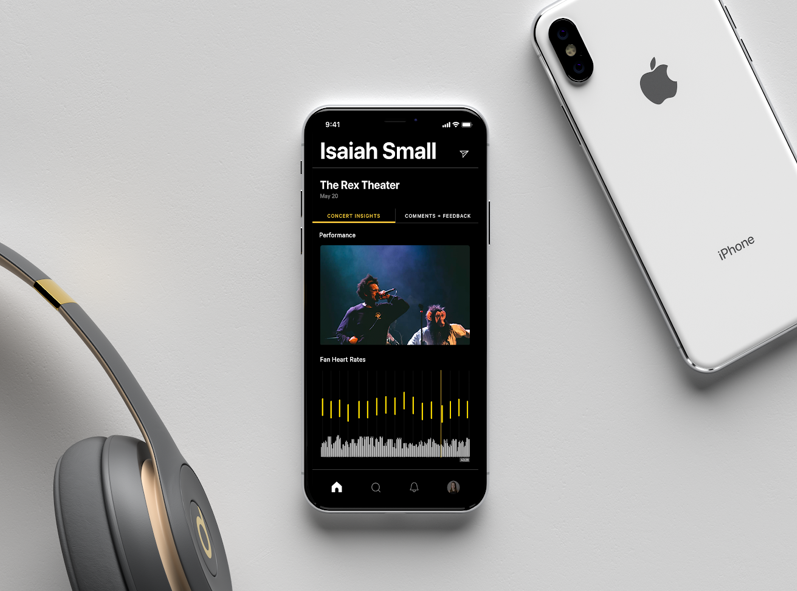 9:41
Isaiah Small
The Rex Theater
May 20
CONCERT INSIGHTS
COMMENTS + FEEDBACK
Performance
Fan Heart Rates
iPhone